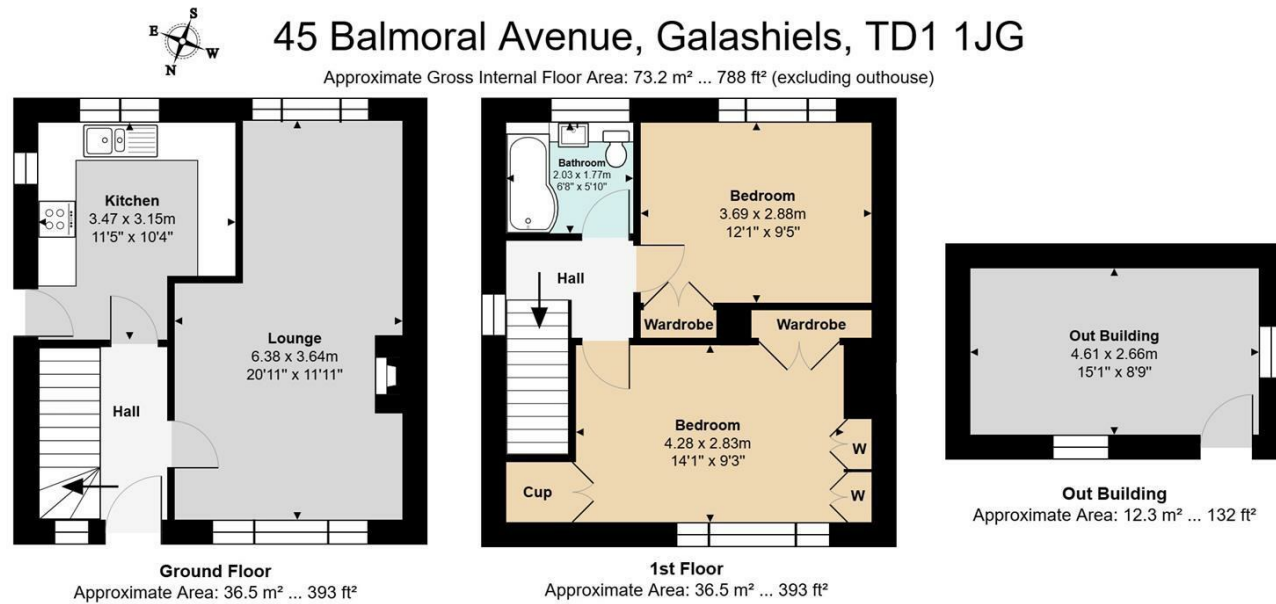 S
E
W
N
45 Balmoral Avenue, Galashiels, TD1 1JG
Approximate Gross Internal Floor Area: 73.2 m² ... 788 ft² (excluding outhouse)
Kitchen
3.47 x 3.15m
11'5" x 10'4"
Lounge
6.38 x 3.64m
20'11" x 11'11"
Hall
Ground Floor
Approximate Area: 36.5 m² ... 393 ft²
Bathroom
2.03 x 1.77m
6'8" x 5'10"
Bedroom
3.69 x 2.88m
12'1" x 9'5"
Hall
Wardrobe
Wardrobe
Bedroom
4.28 x 2.83m
14'1" x 9'3"
W
W
Cup
1st Floor
Approximate Area: 36.5 m² ... 393 ft²
Out Building
4.61 x 2.66m
15'1" x 8'9"
Out Building
Approximate Area: 12.3 m² ... 132 ft²